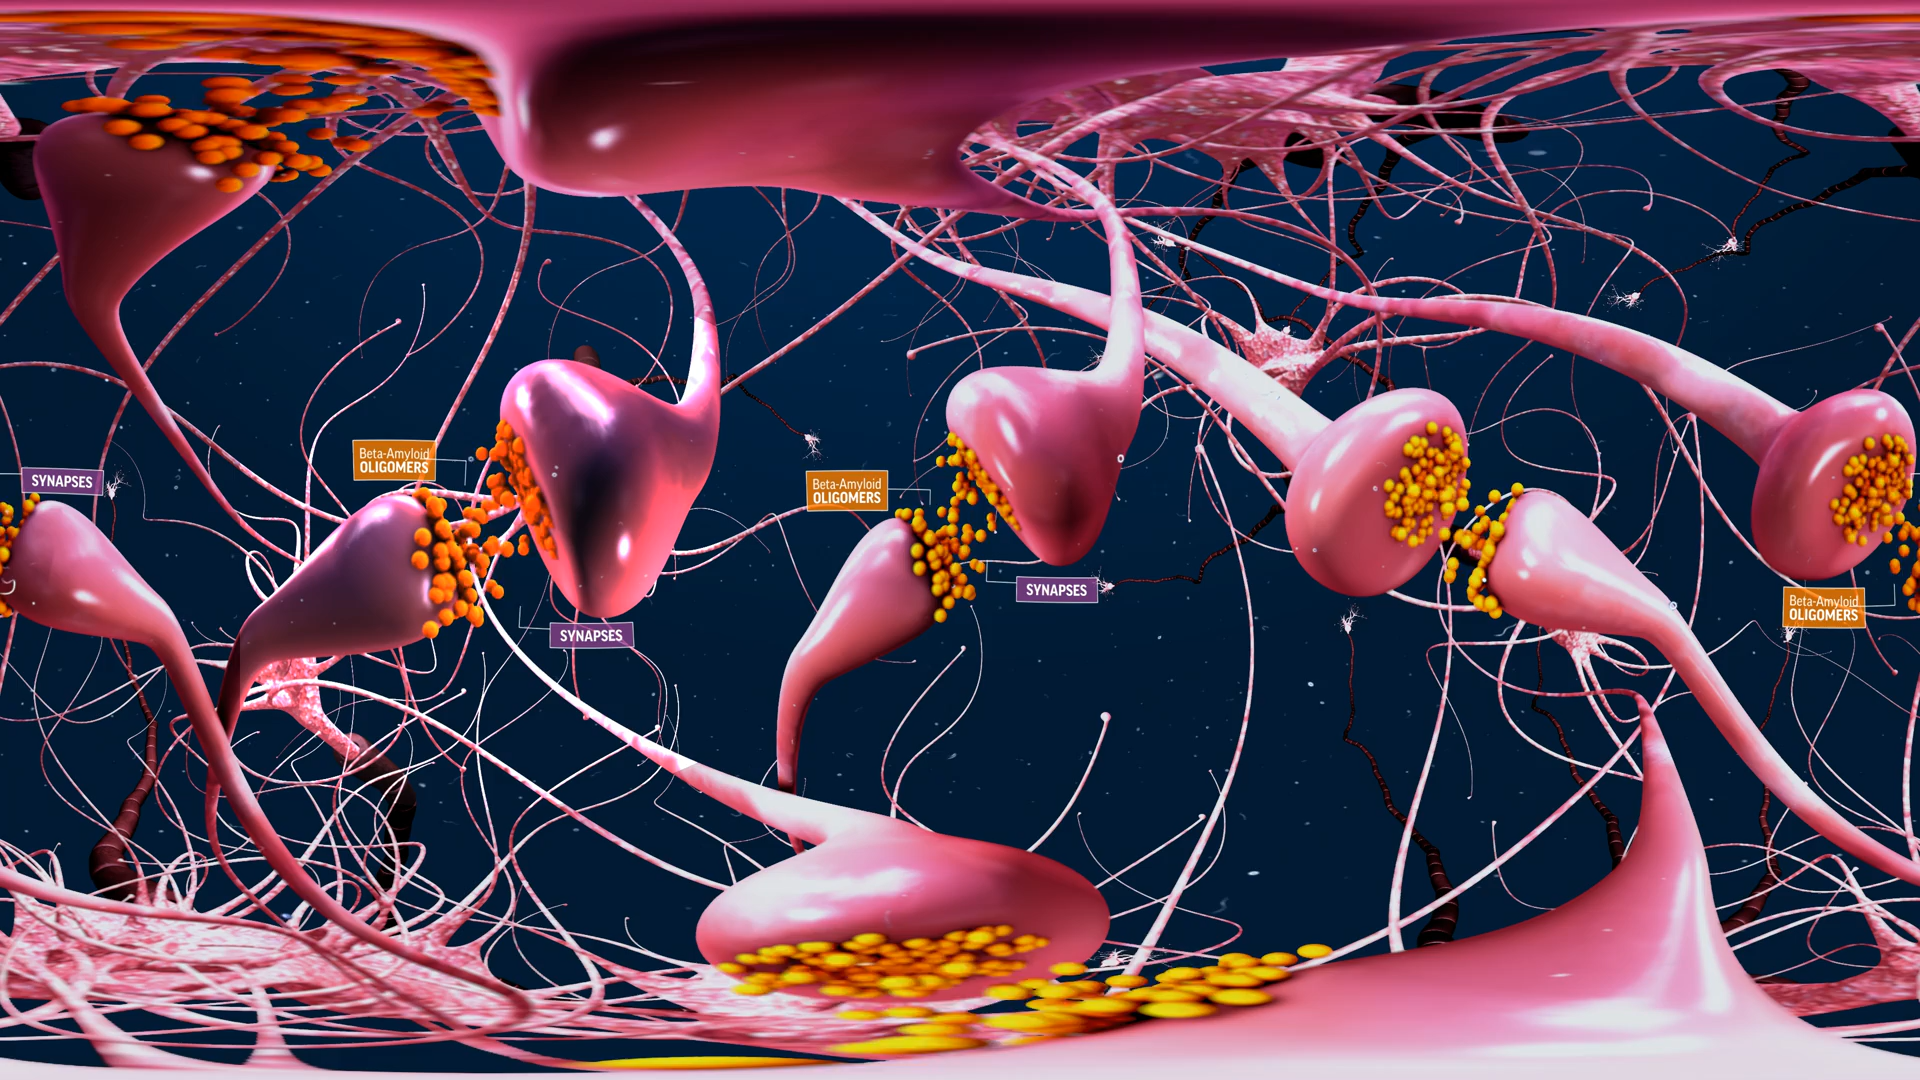 SYNAPSES
Beta-Amyloid
OLIGOMERS
SYNAPSES
Beta-Amyloid
OLIGOMERS
SYNAPSES
Beta-Amyloid
OLIGOMERS